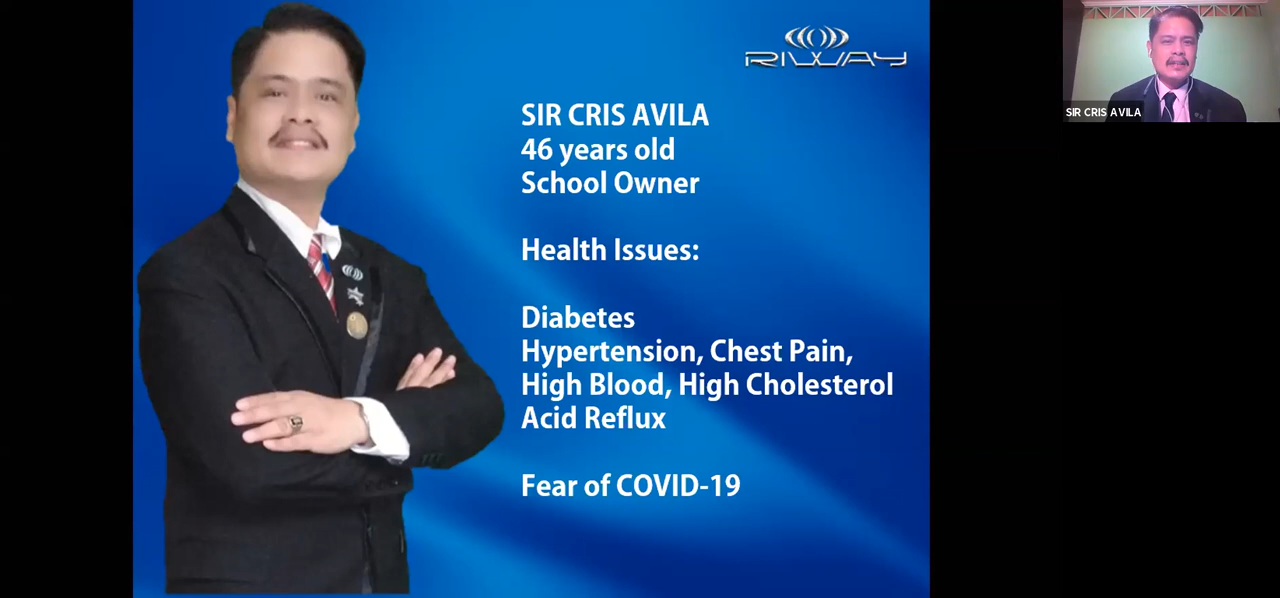 RIWAY
SIR CRIS AVILA
46 years old
School Owner
Health Issues:
Diabetes
Hypertension, Chest Pain,
High Blood, High Cholesterol
Acid Reflux
Fear of COVID-19
SIR CRIS AVILA